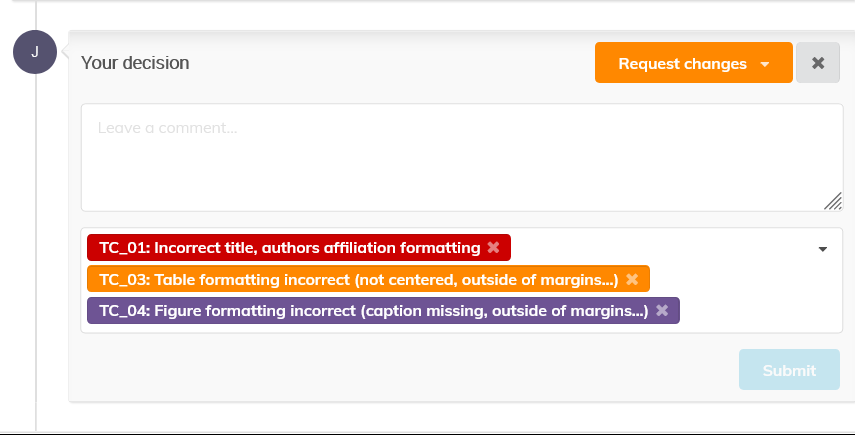 J
Your decision
Request changes
Leave a comment...
TC_01: Incorrect title, authors affiliation formatting
TC_03: Table formatting incorrect (not centered, outside of margins...)
TC_04: Figure formatting incorrect (caption missing, outside of margins...)
Submit